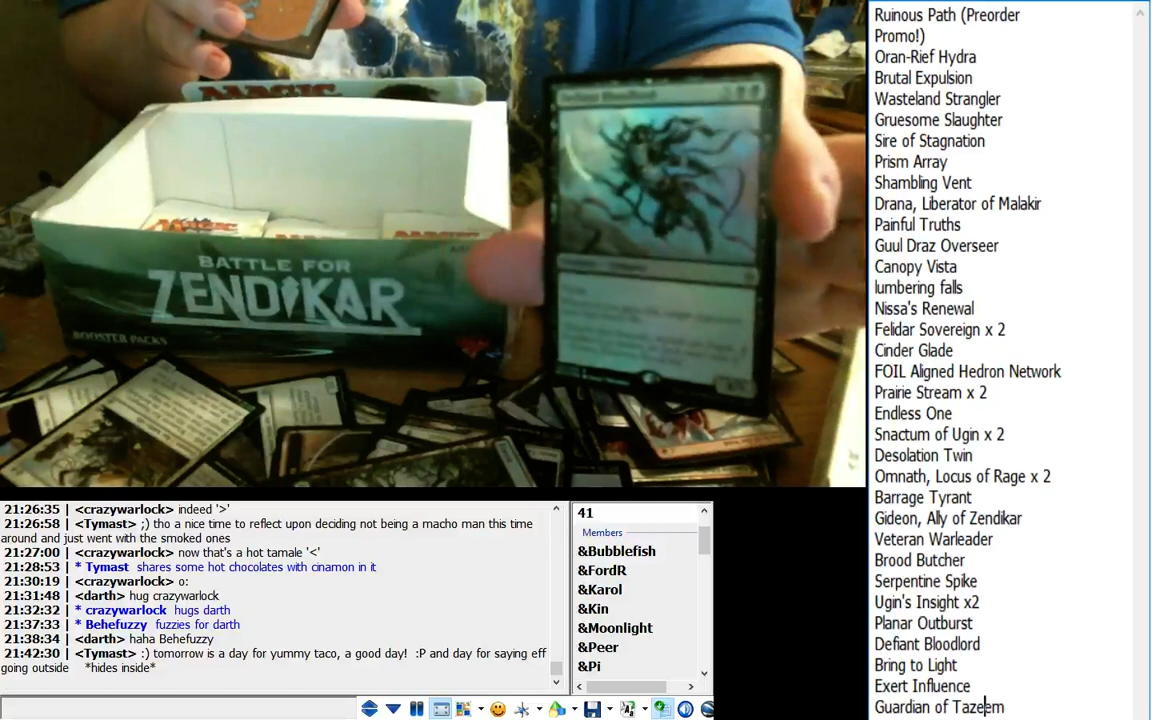 MAGIC
MAGIC
BATTLE FOR
ZENDIKAR
BOOSTER PACKS
Ruinous Path (Preorder
Promo!)
Oran-Rief Hydra
Brutal Expulsion
Wasteland Strangler
Gruesome Slaughter
Sire of Stagnation
Prism Array
Shambling Vent
Drana, Liberator of Malakir
Painful Truths
Guul Draz Overseer
Canopy Vista
lumbering falls
Nissa's Renewal
Felidar Sovereign x 2
Cinder Glade
FOIL Aligned Hedron Network
Prairie Stream x 2
Endless One
Snactum of Ugin x 2
Desolation Twin
Omnath, Locus of Rage x 2
Barrage Tyrant
Gideon, Ally of Zendikar
Veteran Warleader
Brood Butcher
Serpentine Spike
Ugin's Insight x2
Planar Outburst
Defiant Bloodlord
Bring to Light
Exert Influence
Guardian of Tazeem
21:26:35 | <crazywarlock> indeed '>'
21:26:58 | <Tymast> ;) tho a nice time to reflect upon deciding not being a macho man this time
around and just went with the smoked ones
21:27:00 | <crazywarlock> now that's a hot tamale '<'
21:28:53 | * Tymast shares some hot chocolates with cinamon in it
21:30:19 | <crazywarlock> o:
21:31:48 | <darth> hug crazywarlock
21:32:32 | * crazywarlock hugs darth
21:37:33 | * Behefuzzy fuzzies for darth
21:38:34 | <darth> haha Behefuzzy
21:42:30 | <Tymast> :) tomorrow is a day for yummy taco, a good day! :P and day for saying eff
going outside *hides inside*
41
Members
&Bubblefish
&FordR
&Karol
&Kin
&Moonlight
&Peer
&Pi